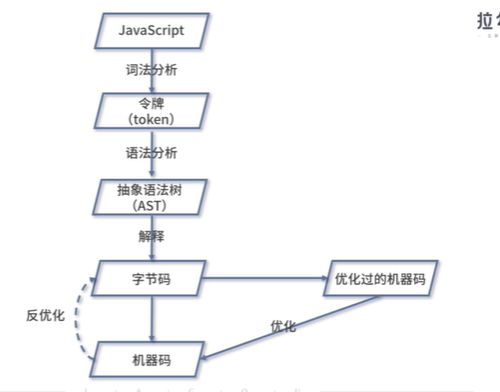 JavaScript
词法分析
令牌
（token）
语法分析
抽象语法树
（AST）
解释
字节码
优化过的机器码
反优化
优化
机器码